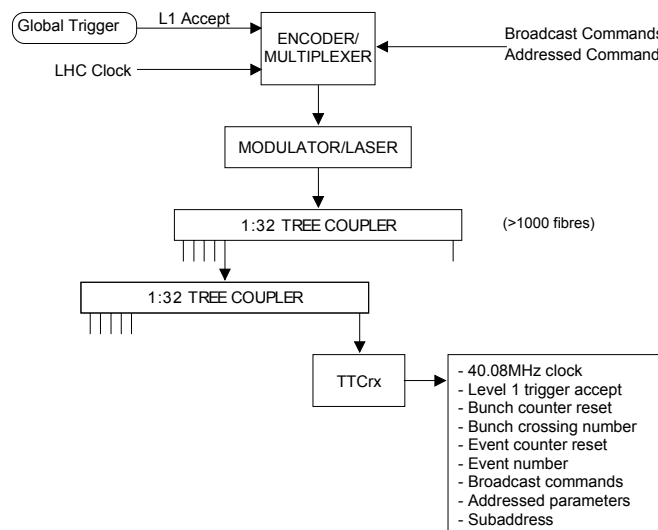 Global Trigger
L1 Accept
ENCODER/
MULTIPLEXER
Broadcast Commands
Addressed Command
LHC Clock
MODULATOR/LASER
1:32 TREE COUPLER
(>1000 fibres)
1:32 TREE COUPLER
TTCrx
- 40.08MHz clock
- Level 1 trigger accept
- Bunch counter reset
- Bunch crossing number
- Event counter reset
- Event number
- Broadcast commands
- Addressed parameters
- Subaddress